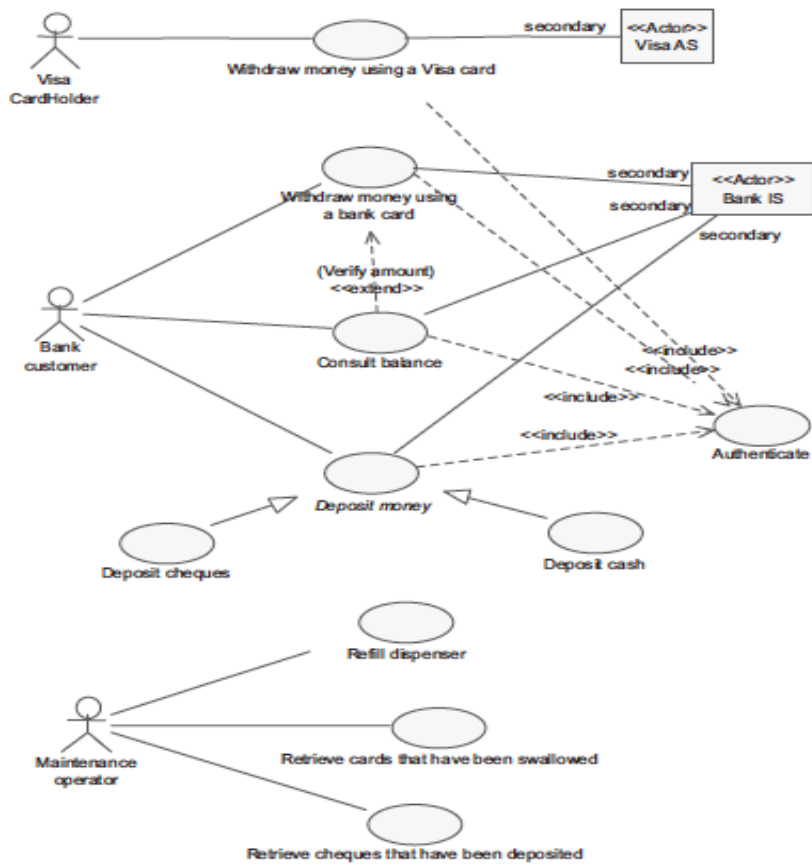 secondary
<<Actor>>
Visa AS
Withdraw money using a Visa card
Visa
CardHolder
secondary
<<Actor>>
Bank IS
Withdraw money using
a bank card
secondary
secondary
(Verify amount)
<<extend>>
Bank
customer
Consult balance
<<include>>
<<include>>
<<include>>
<<include>>
Authenticate
Deposit money
Deposit cheques
Deposit cash
Refill dispenser
Maintenance
operator
Retrieve cards that have been swallowed
Retrieve cheques that have been deposited